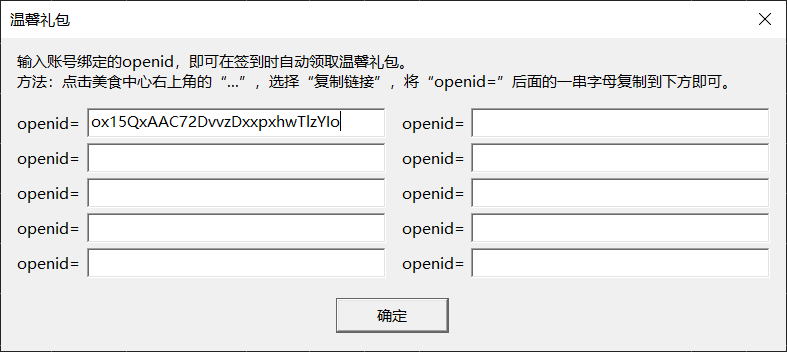 温馨礼包
输入账号绑定的openid，即可在签到时自动领取温馨礼包。
方法：点击美食中心右上角的“...”，选择“复制链接”，将“openid=”后面的一串字母复制到下方即可。
openid= ox15QxAAC72DvvzDxxpxhwTlzYIo openid=
openid= openid=
openid= openid=
openid= openid=
openid= openid=
确定